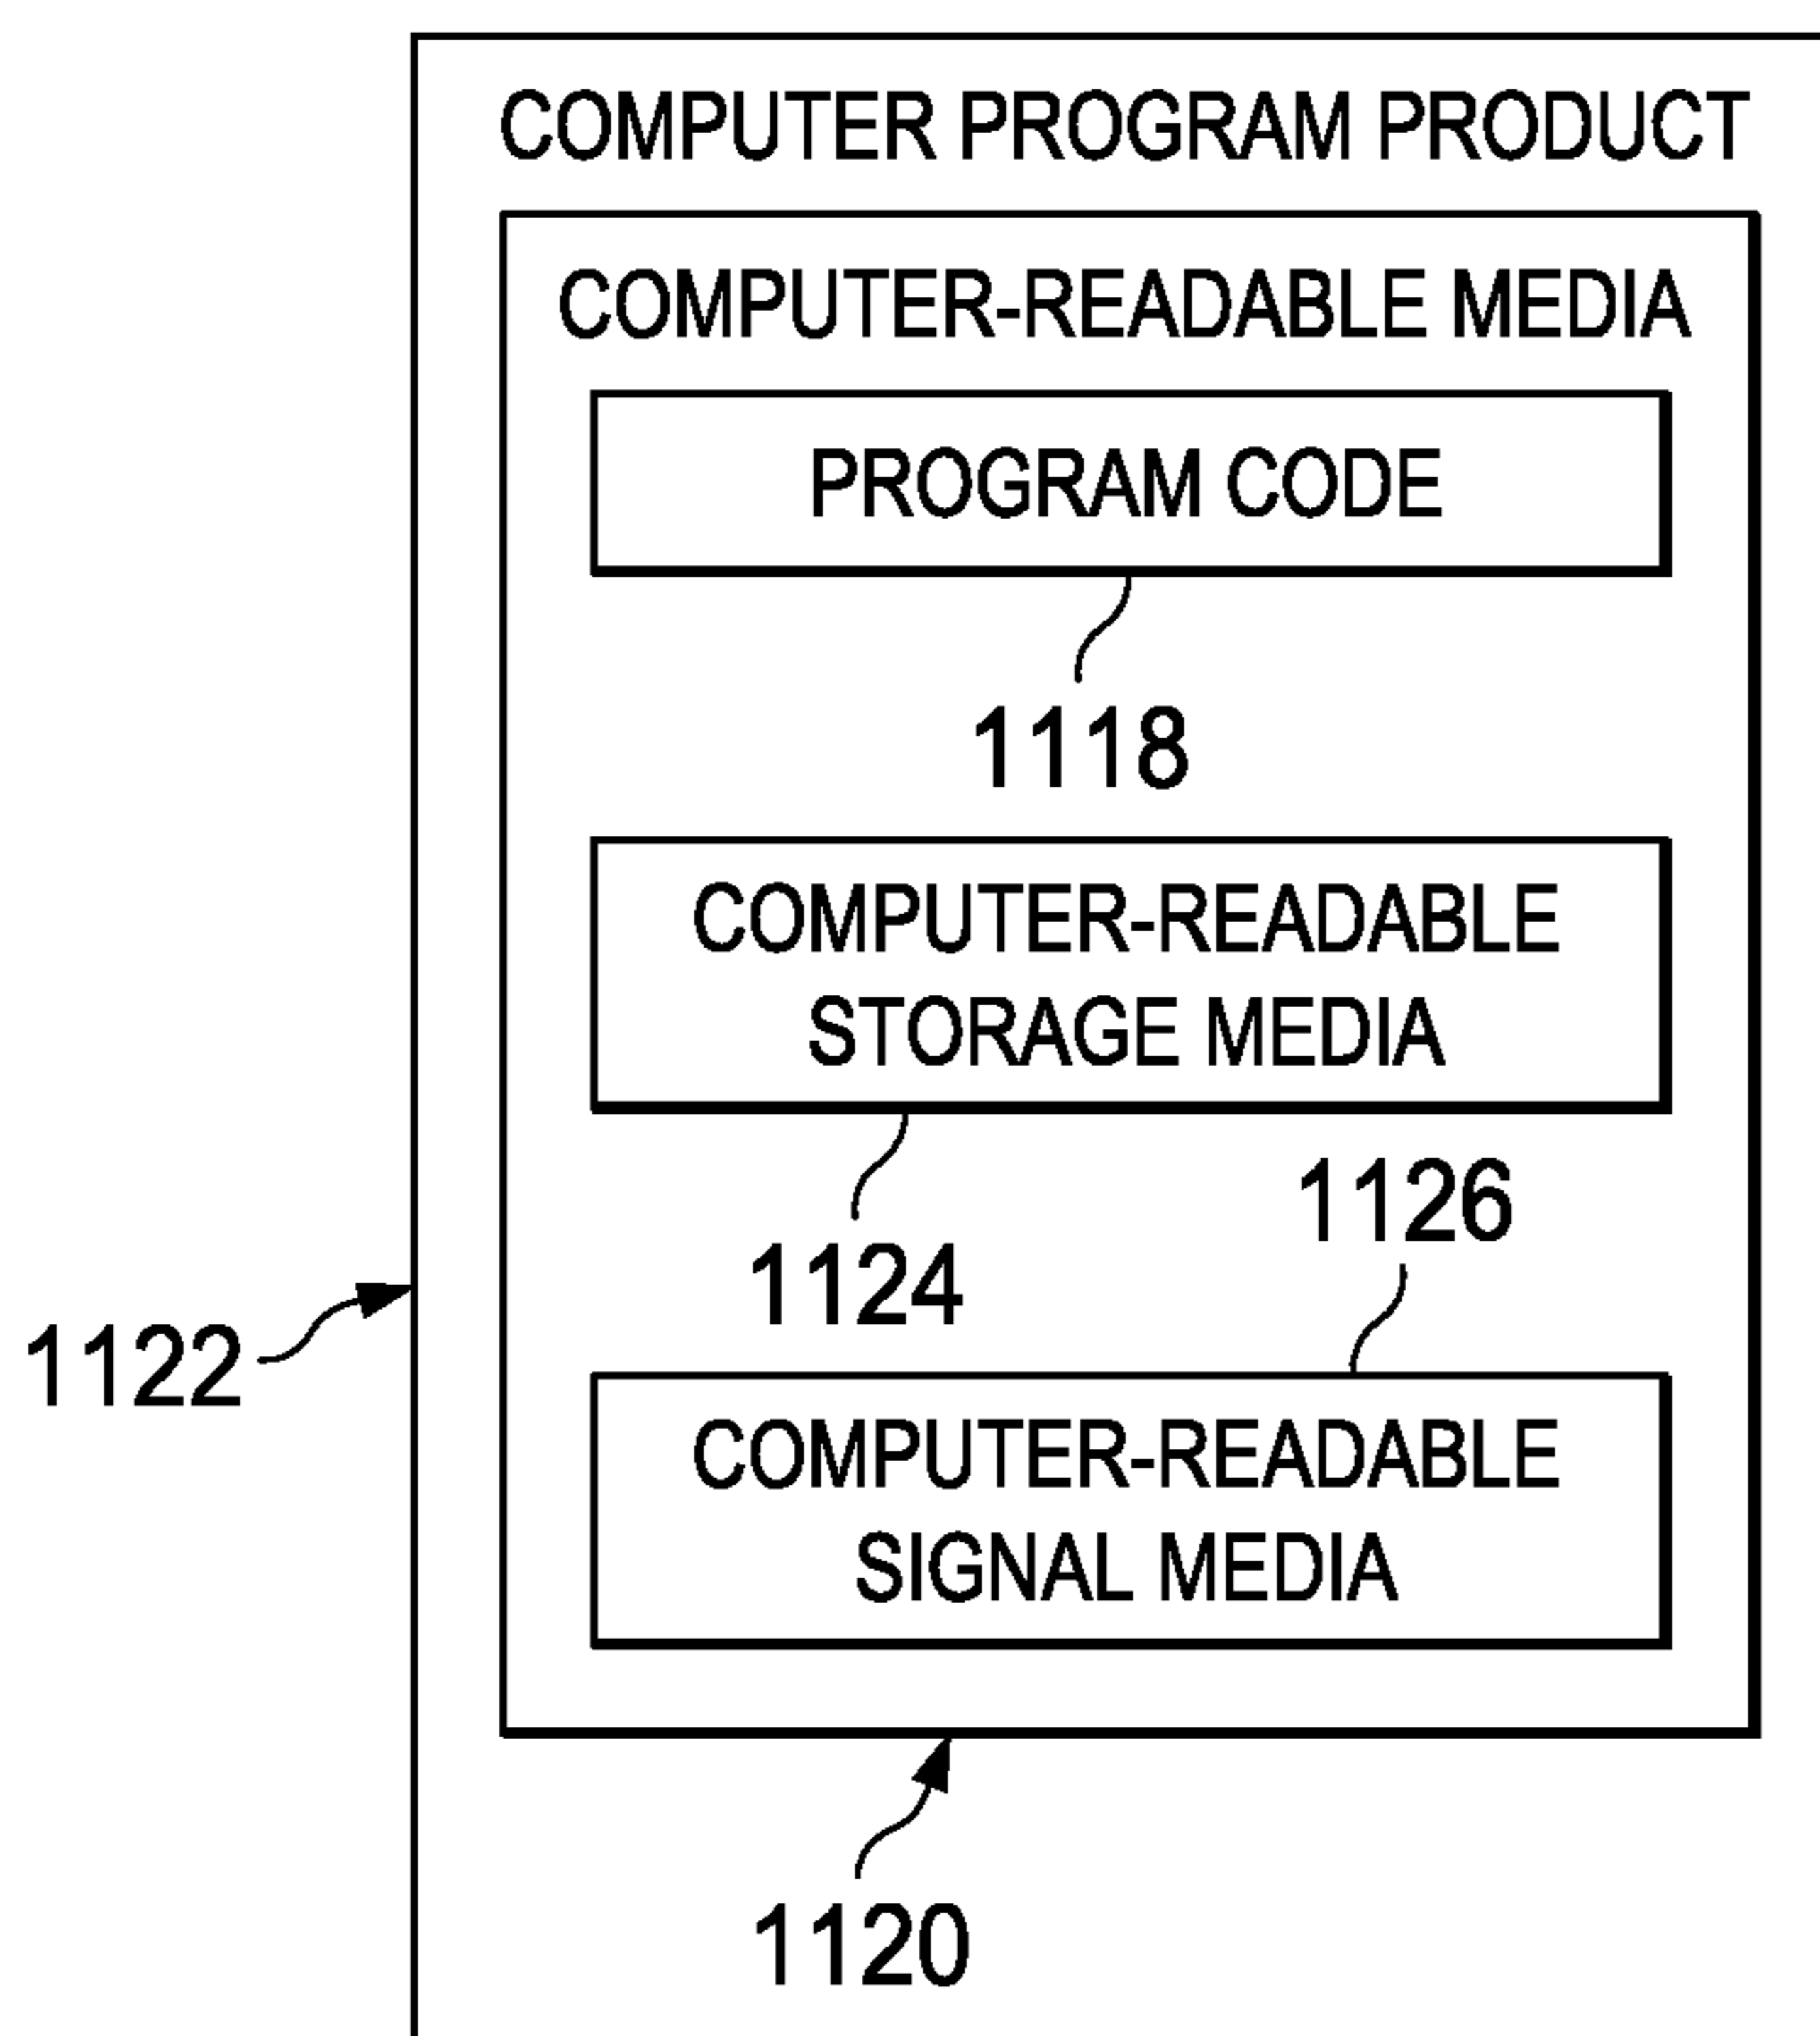 COMPUTER PROGRAM PRODUCT
COMPUTER-READABLE MEDIA
PROGRAM CODE
1118
COMPUTER-READABLE
STORAGE MEDIA
1126
1124
1122
COMPUTER-READABLE
SIGNAL MEDIA
1120